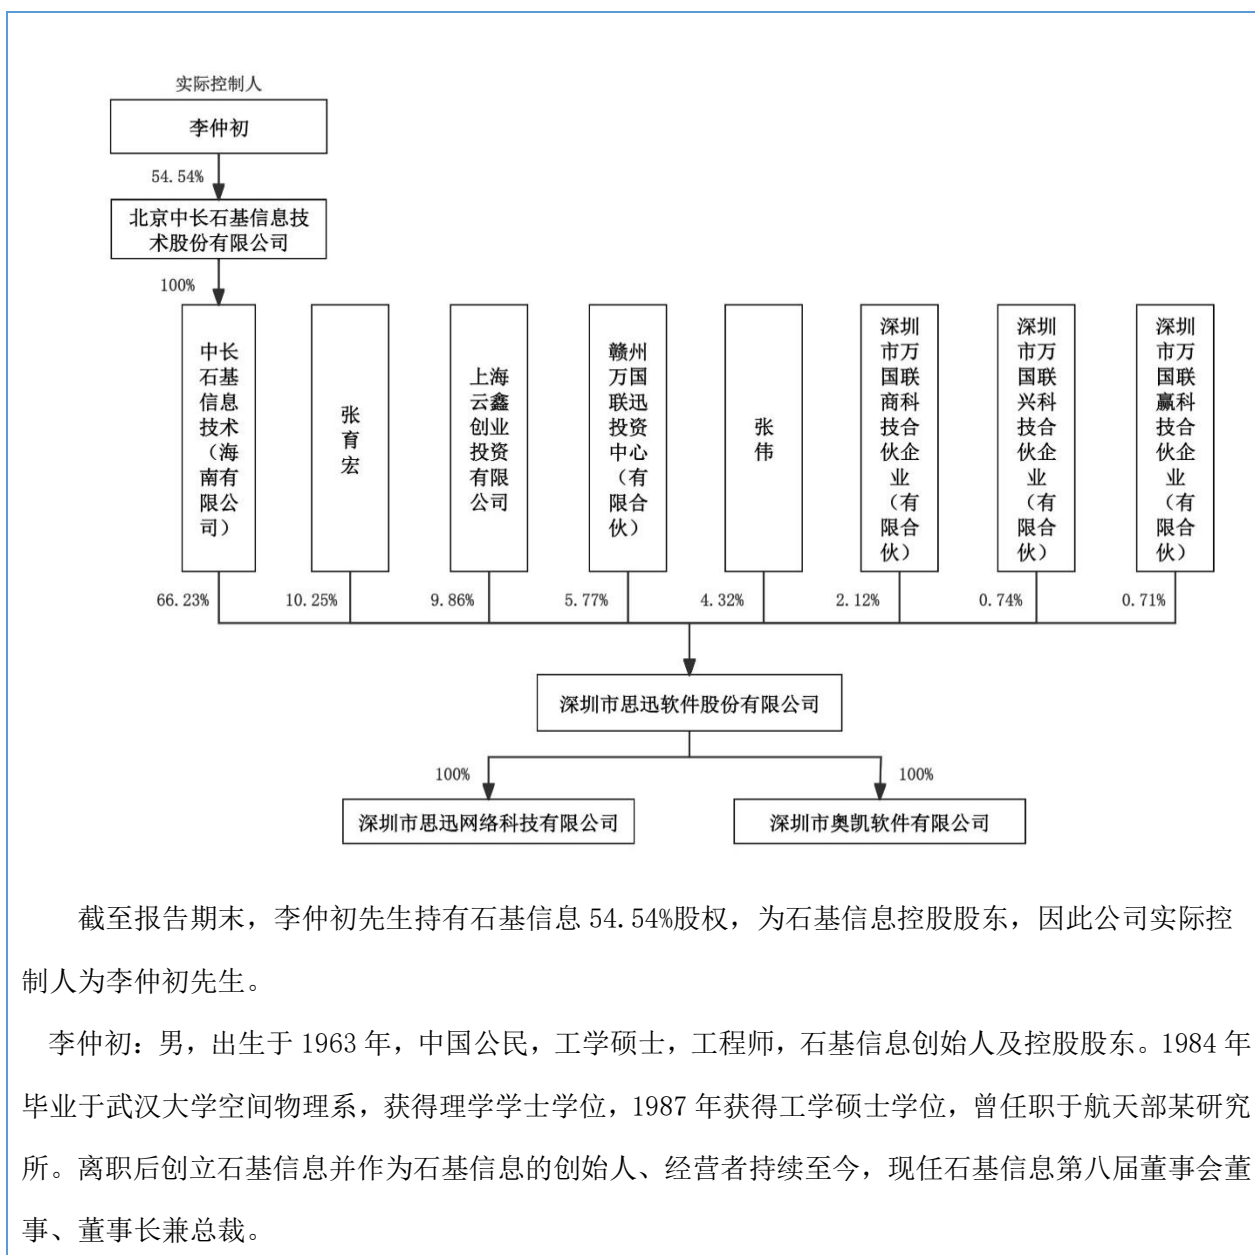 实际控制人
李仲初
54.54%
北京中长石基信息技
术股份有限公司
100%
中长
石基
信息
技术
（海
南有
限公
司）
张
育
宏
上海
云鑫
创业
投资
有限
公司
赣州
万国
联迅
投资
中心
（有
限合
伙）
张
伟
深圳
市万
国联
商科
技合
伙企
业
（有
限合
伙）
深圳
市万
国联
兴科
技合
伙企
业
（有
限合
伙）
深圳
市万
国联
赢科
技合
伙企
业
（有
限合
伙）
66.23%
10.25%
9.86%
5.77%
4.32%
2.12%
0.74%
0.71%
深圳市思迅软件股份有限公司
100%
100%
深圳市思迅网络科技有限公司
深圳市奥凯软件有限公司
截至报告期末，李仲初先生持有石基信息 54.54%股权，为石基信息控股股东，因此公司实际控
制人为李仲初先生。
李仲初：男，出生于 1963 年，中国公民，工学硕士，工程师，石基信息创始人及控股股东。1984 年
毕业于武汉大学空间物理系，获得理学学士学位，1987 年获得工学硕士学位，曾任职于航天部某研究
所。离职后创立石基信息并作为石基信息的创始人、经营者持续至今，现任石基信息第八届董事会董
事、董事长兼总裁。